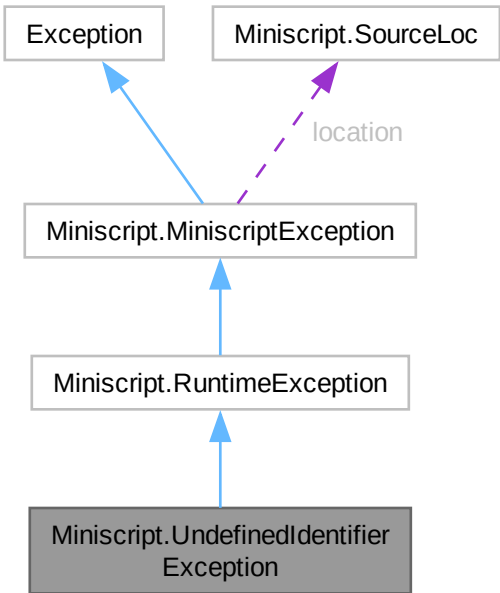 Exception
Miniscript.SourceLoc
location
Miniscript.MiniscriptException
Miniscript.RuntimeException
Miniscript.UndefinedIdentifier
Exception